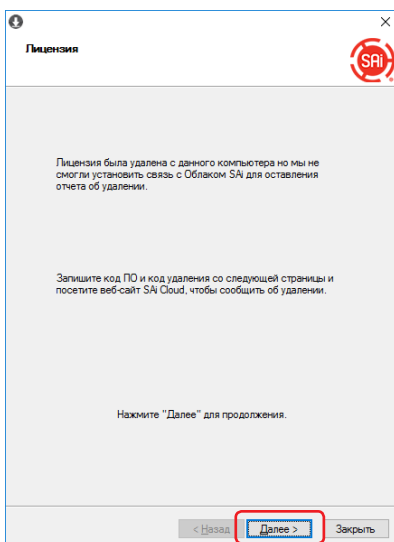 Лицензия
SAi
Лицензия была удалена с данного компьютера но мы не
смогли установить связь с Облаком SAi для оставления
отчета об удалении.
Запишите код ПО и код удаления со следующей страницы и
посетите веб-сайт SAi Cloud, чтобы сообщить об удалении.
Нажмите "Далее" для продолжения.
< Назад Далее > Закрыть